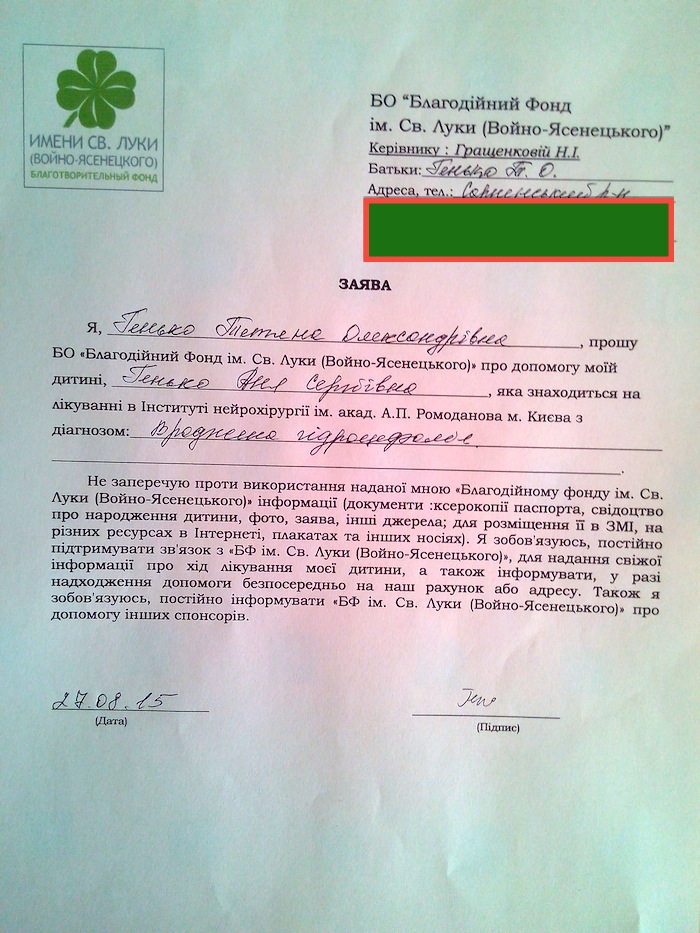 ИМЕНИ СВ. ЛУКИ
(ВОЙНО-ЯСЕНЕЦКОГО)
БЛАГОТВОРИТЕЛЬНЫЙ ФОНД
БО "Благодійний Фонд
ім. Св. Луки (Войно-Ясенецького)"
Керівнику : Гращенковій Н.І.
Батьки: Генько Т. О.
Адреса, тел.: Сарненський р-н
ЗАЯВА
Я, Генько Тетяна Олександрівна, прошу
БО «Благодійний Фонд ім. Св. Луки (Войно-Ясенецького)» про допомогу моїй
дитині, Генько Аня Сергіївна, яка знаходиться на
лікуванні в Інституті нейрохірургії ім. акад. А.П. Ромоданова м. Києва з
діагнозом: Вроджена гідроцефалія.
Не заперечую проти використання наданої мною «Благодійному фонду ім. Св.
Луки (Войно-Ясенецького)» інформації (документи :ксерокопії паспорта, свідоцтво
про народження дитини, фото, заява, інші джерела; для розміщення її в ЗМІ, на
різних ресурсах в Інтернеті, плакатах та інших носіях). Я зобов'язуюсь, постійно
підтримувати зв'язок з «БФ ім. Св. Луки (Войно-Ясенецького)», для надання свіжої
інформації про хід лікування моєї дитини, а також інформувати, у разі
надходження допомоги безпосередньо на наш рахунок або адресу. Також я
зобов'язуюсь, постійно інформувати «БФ ім. Св. Луки (Войно-Ясенецького)» про
допомогу інших спонсорів.
27.08.15
(Дата)
(Підпис)